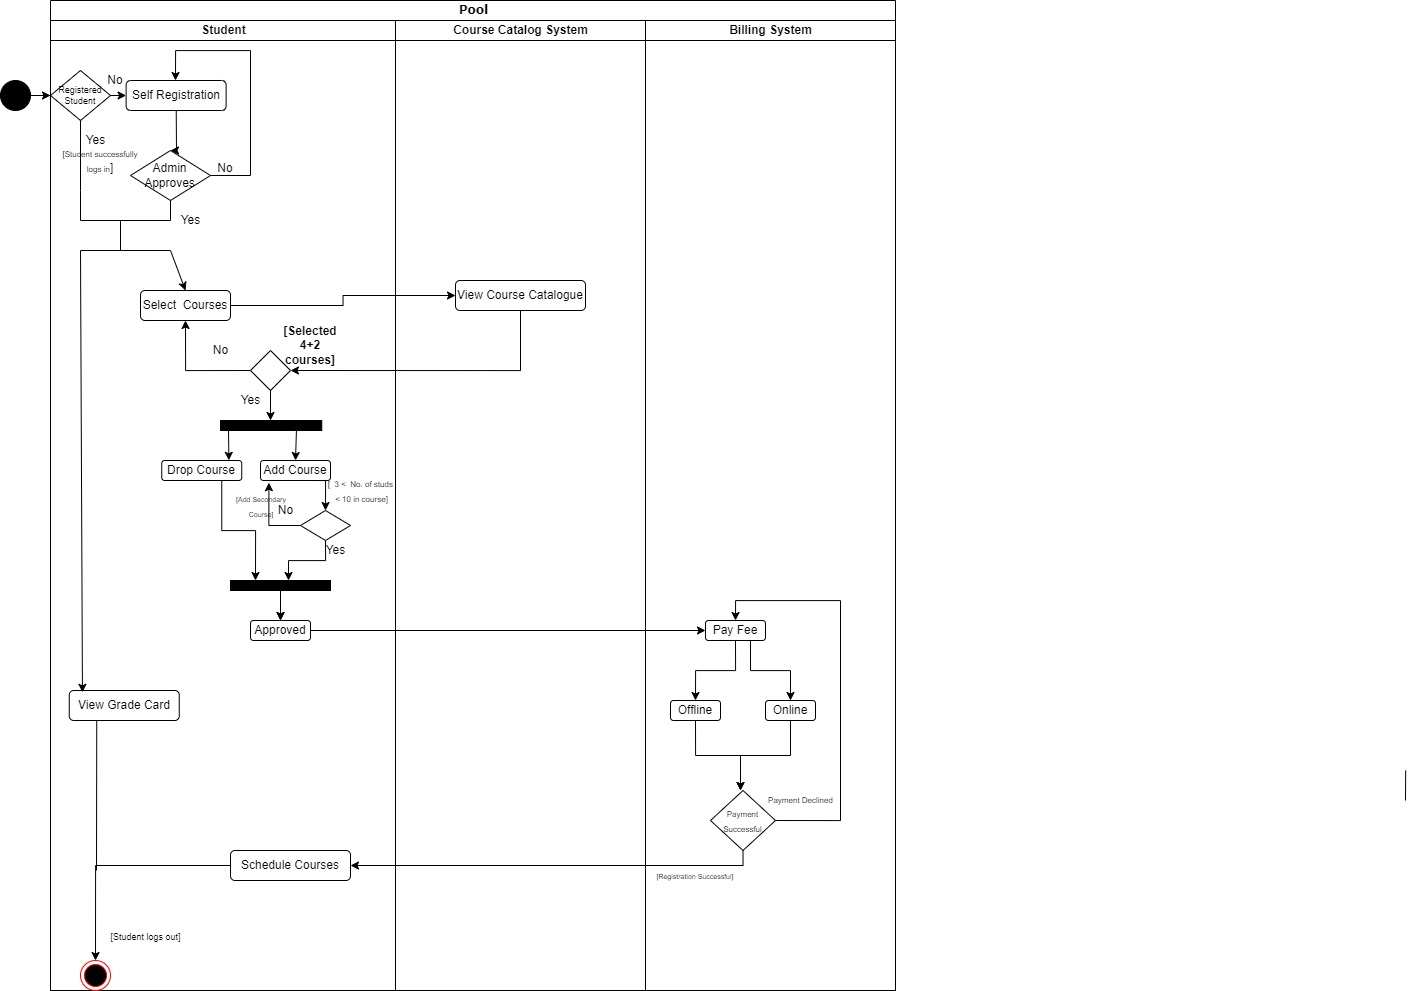 Pool
Student
Course Catalog System
Billing System
Registered
Student
No
Self Registration
Yes
[Student successfully
logs in]
Admin
Approves
No
Yes
Select  Courses
View Course Catalogue
[Selected
4+2
courses]
No
Yes
Drop Course
Add Course
[  3 <  No. of studs
< 10 in course]
[Add Secondary
Course]
No
Yes
Approved
Pay Fee
View Grade Card
Offline
Online
Payment Declined
Payment
Successful
Schedule Courses
[Registration Successful]
[Student logs out]